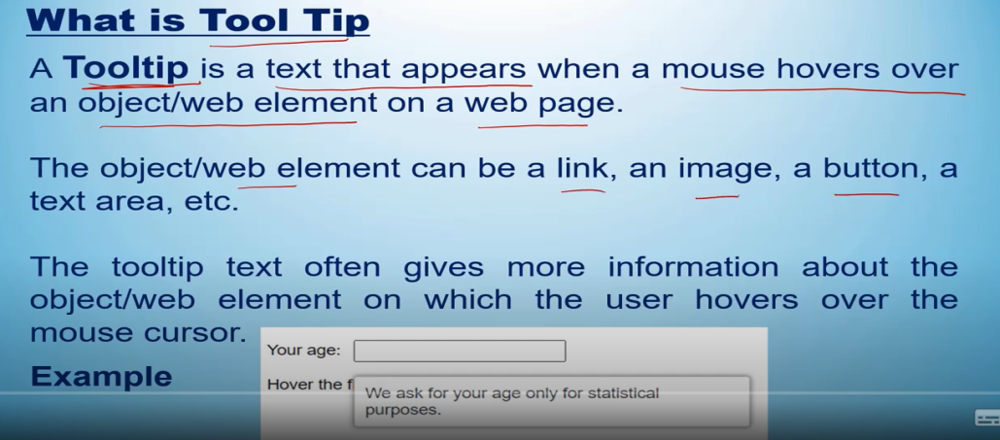 What is Tool Tip
A Tooltip is a text that appears when a mouse hovers over
an object/web element on a web page.
The object/web element can be a link, an image, a button, a
text area, etc.
The tooltip text often gives more information about the
object/web element on which the user hovers over the
mouse cursor.
Example
Your age:
Hover the f
We ask for your age only for statistical
purposes.